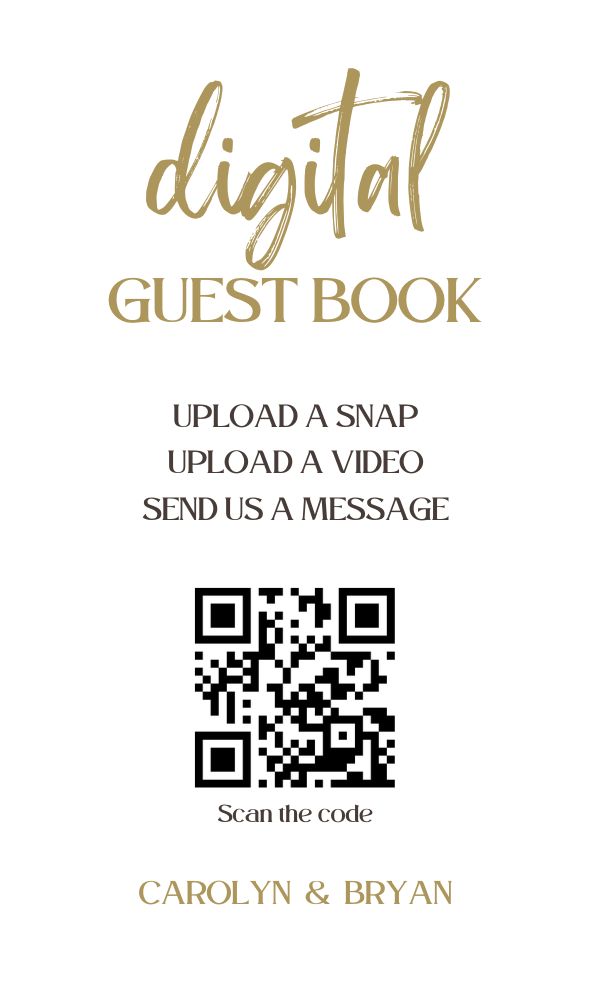 digital
GUEST BOOK
UPLOAD A SNAP
UPLOAD A VIDEO
SEND US A MESSAGE
Scan the code
CAROLYN & BRYAN